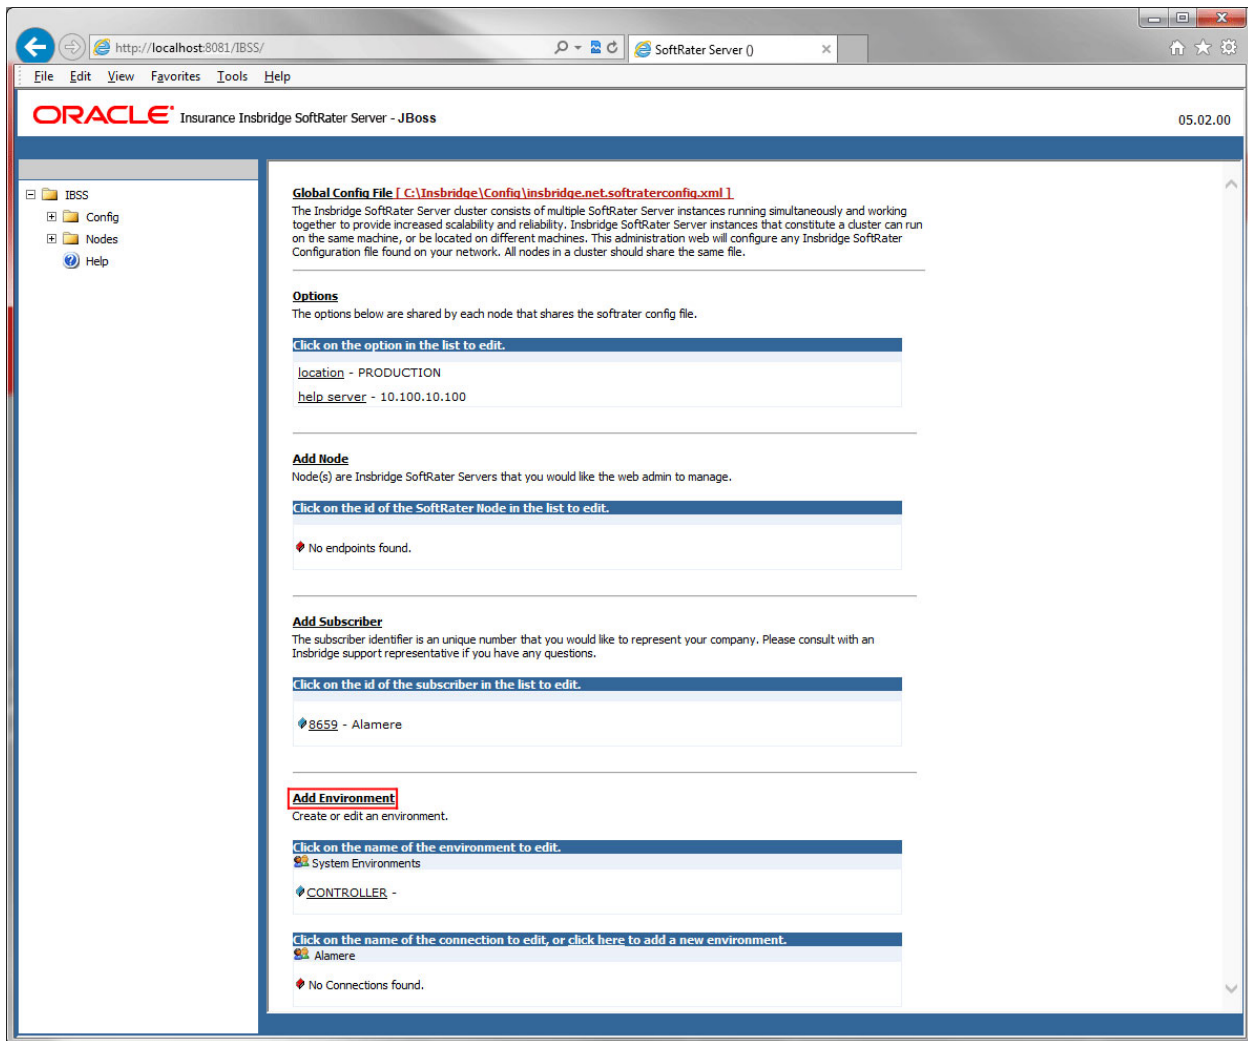 http://localhost:8081/IBSS/
SoftRater Server ()
File Edit View Favorites Tools Help
ORACLE Insurance Insbridge SoftRater Server - JBoss
05.02.00
IBSS
Config
Nodes
Help
Global Config File [ C:\Insbridge\Config\insbridge.net.softraterconfig.xml ]
The Insbridge SoftRater Server cluster consists of multiple SoftRater Server instances running simultaneously and working
together to provide increased scalability and reliability. Insbridge SoftRater Server instances that constitute a cluster can run
on the same machine, or be located on different machines. This administration web will configure any Insbridge SoftRater
Configuration file found on your network. All nodes in a cluster should share the same file.
Options
The options below are shared by each node that shares the softrater config file.
Click on the option in the list to edit.
location - PRODUCTION
help server - 10.100.10.100
Add Node
Node(s) are Insbridge SoftRater Servers that you would like the web admin to manage.
Click on the id of the SoftRater Node in the list to edit.
No endpoints found.
Add Subscriber
The subscriber identifier is an unique number that you would like to represent your company. Please consult with an
Insbridge support representative if you have any questions.
Click on the id of the subscriber in the list to edit.
8659 - Alamere
Add Environment
Create or edit an environment.
Click on the name of the environment to edit.
System Environments
CONTROLLER -
Click on the name of the connection to edit, or click here to add a new environment.
Alamere
No Connections found.